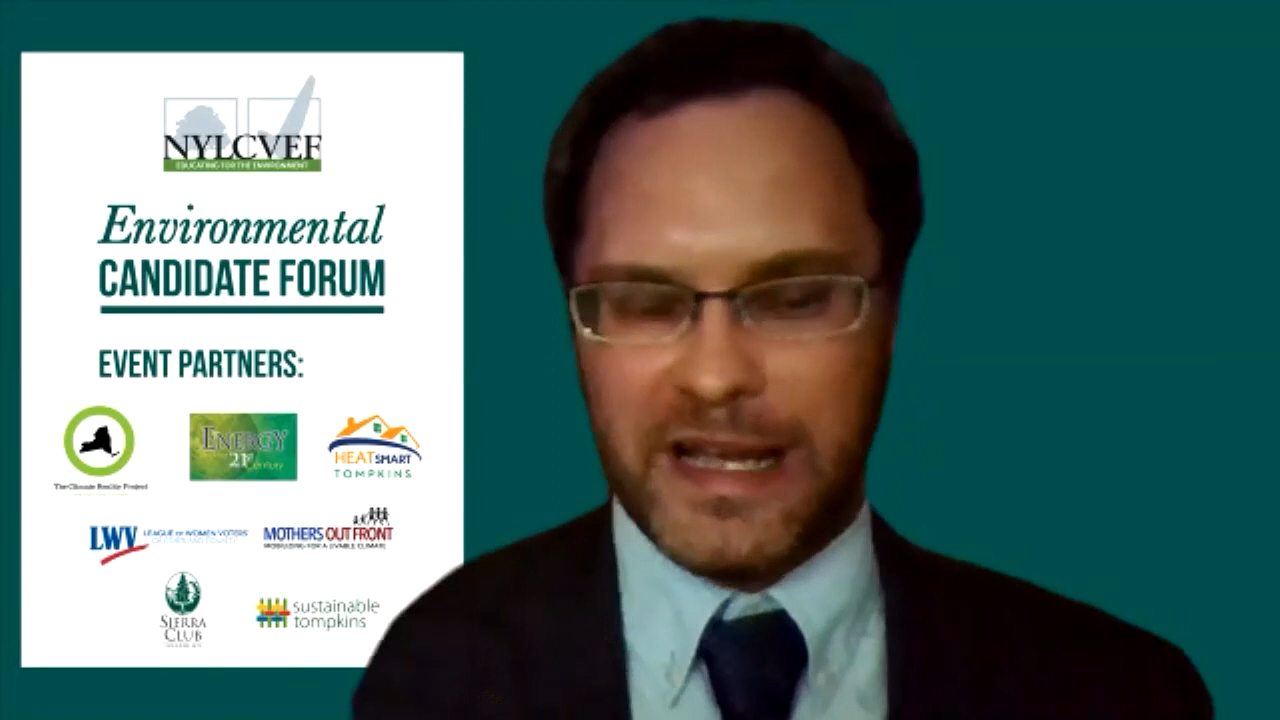 NYLCVEF
EDUCATING FOR THE ENVIRONMENT
Environmental
CANDIDATE FORUM
EVENT PARTNERS:
The Climate Reality Project
ENERGY
21st Century
HEATSMART
TOMPKINS
LWV LEAGUE OF WOMEN VOTERS
MOTHERS OUT FRONT
MOBILIZING FOR A LIVABLE CLIMATE
SIERRA
CLUB
sustainable
tompkins